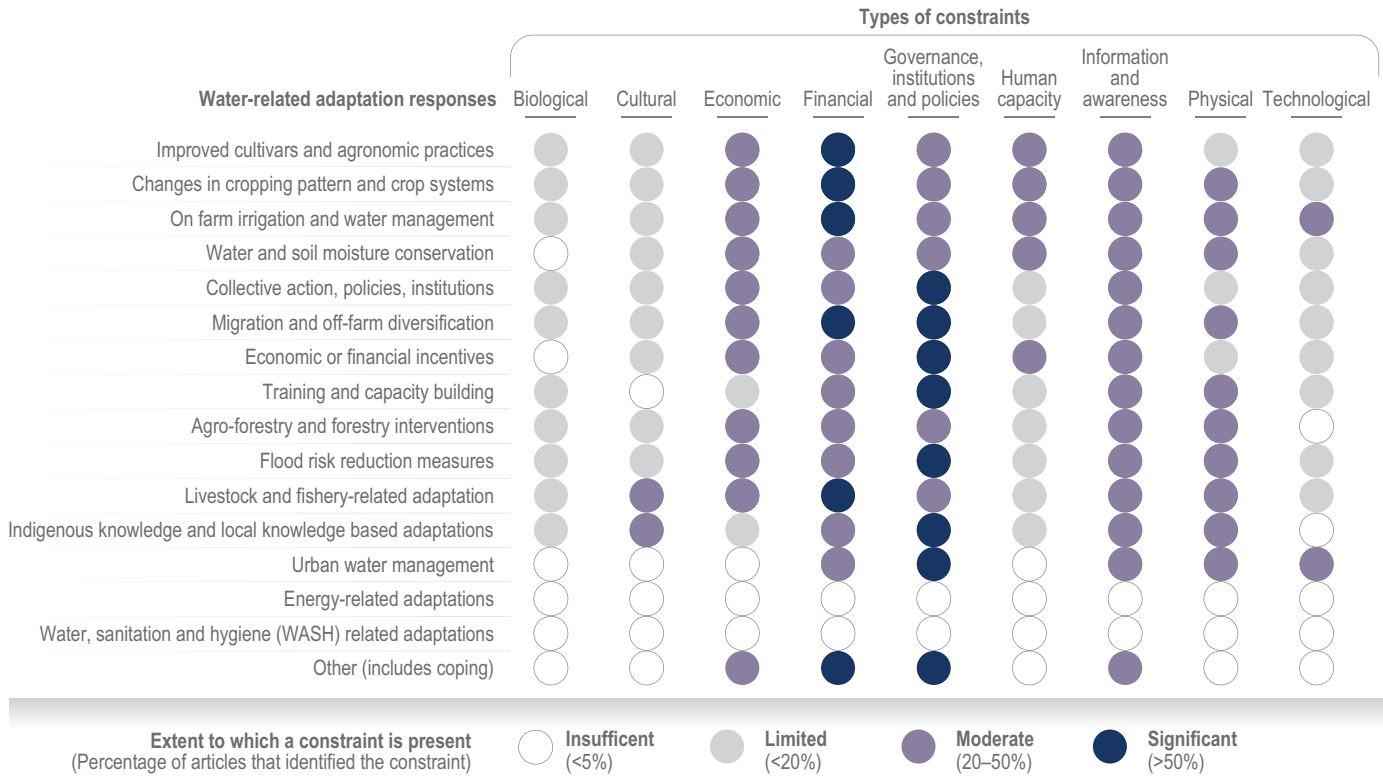 Types of constraints
Water-related adaptation responses
Biological
Cultural
Economic
Financial
Governance,
institutions
and policies
Human
capacity
Information
and
awareness
Physical
Technological
Improved cultivars and agronomic practices
Changes in cropping pattern and crop systems
On farm irrigation and water management
Water and soil moisture conservation
Collective action, policies, institutions
Migration and off-farm diversification
Economic or financial incentives
Training and capacity building
Agro-forestry and forestry interventions
Flood risk reduction measures
Livestock and fishery-related adaptation
Indigenous knowledge and local knowledge based adaptations
Urban water management
Energy-related adaptations
Water, sanitation and hygiene (WASH) related adaptations
Other (includes coping)
Extent to which a constraint is present
(Percentage of articles that identified the constraint)
Insufficent
(<5%)
Limited
(<20%)
Moderate
(20–50%)
Significant
(>50%)